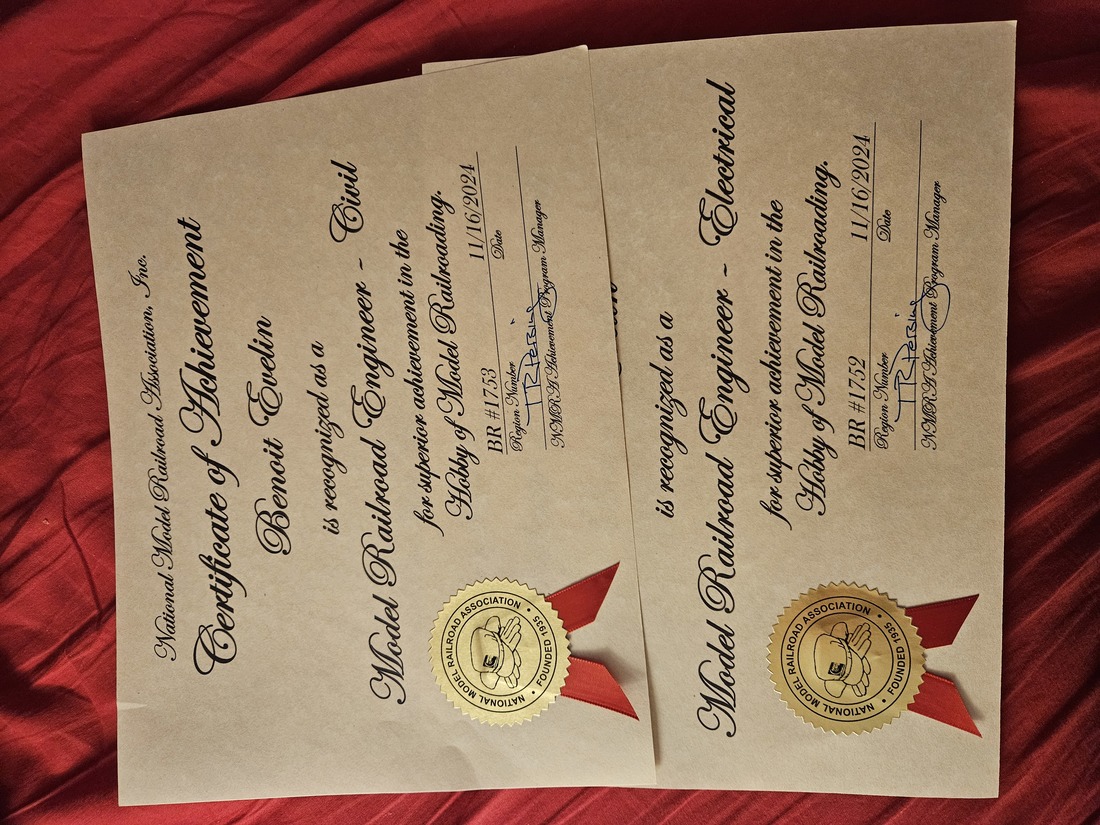 National Model Railroad Association, Inc.
Certificate of Achievement
Benoit Evelin
is recognized as a
Model Railroad Engineer ~ Civil
for superior achievement in the
Hobby of Model Railroading.
BR #1753 11/16/2024
Region Number Date
NMRA Achievement Program Manager
NATIONAL MODEL RAILROAD ASSOCIATION • FOUNDED 1935 •
is recognized as a
Model Railroad Engineer ~ Electrical
for superior achievement in the
Hobby of Model Railroading.
BR #1752 11/16/2024
Region Number Date
NMRA Achievement Program Manager
NATIONAL MODEL RAILROAD ASSOCIATION • FOUNDED 1935 •